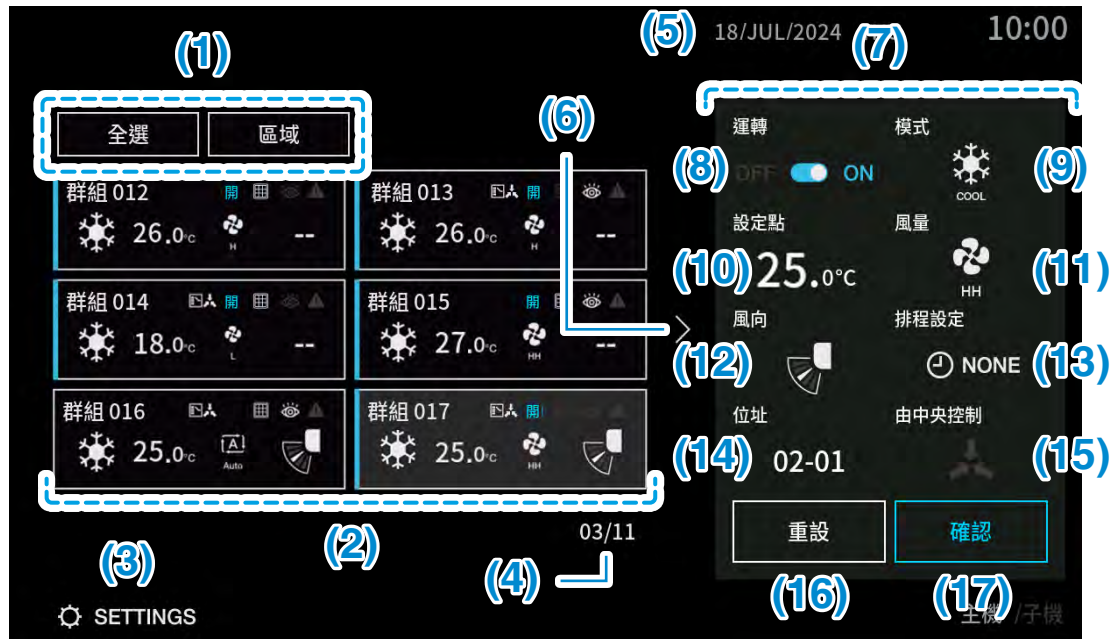 (1)
(5) 18/JUL/2024 (7) 10:00
全選 區域
(6)
群組 012 開
26.0°c H --
群組 013 開
26.0°c H --
群組 014 開
18.0°c L --
群組 015 開
27.0°c HH --
群組 016
25.0°c A Auto
群組 017 開
25.0°c HH
(2)
(3)
(4) 03/11
SETTINGS
運轉 模式
(8) OFF ON COOL (9)
設定點 風量
(10) 25.0°C HH (11)
風向 排程設定
(12) NONE (13)
位址 由中央控制
(14) 02-01 (15)
重設 確認
(16) (17)
主機 /子機